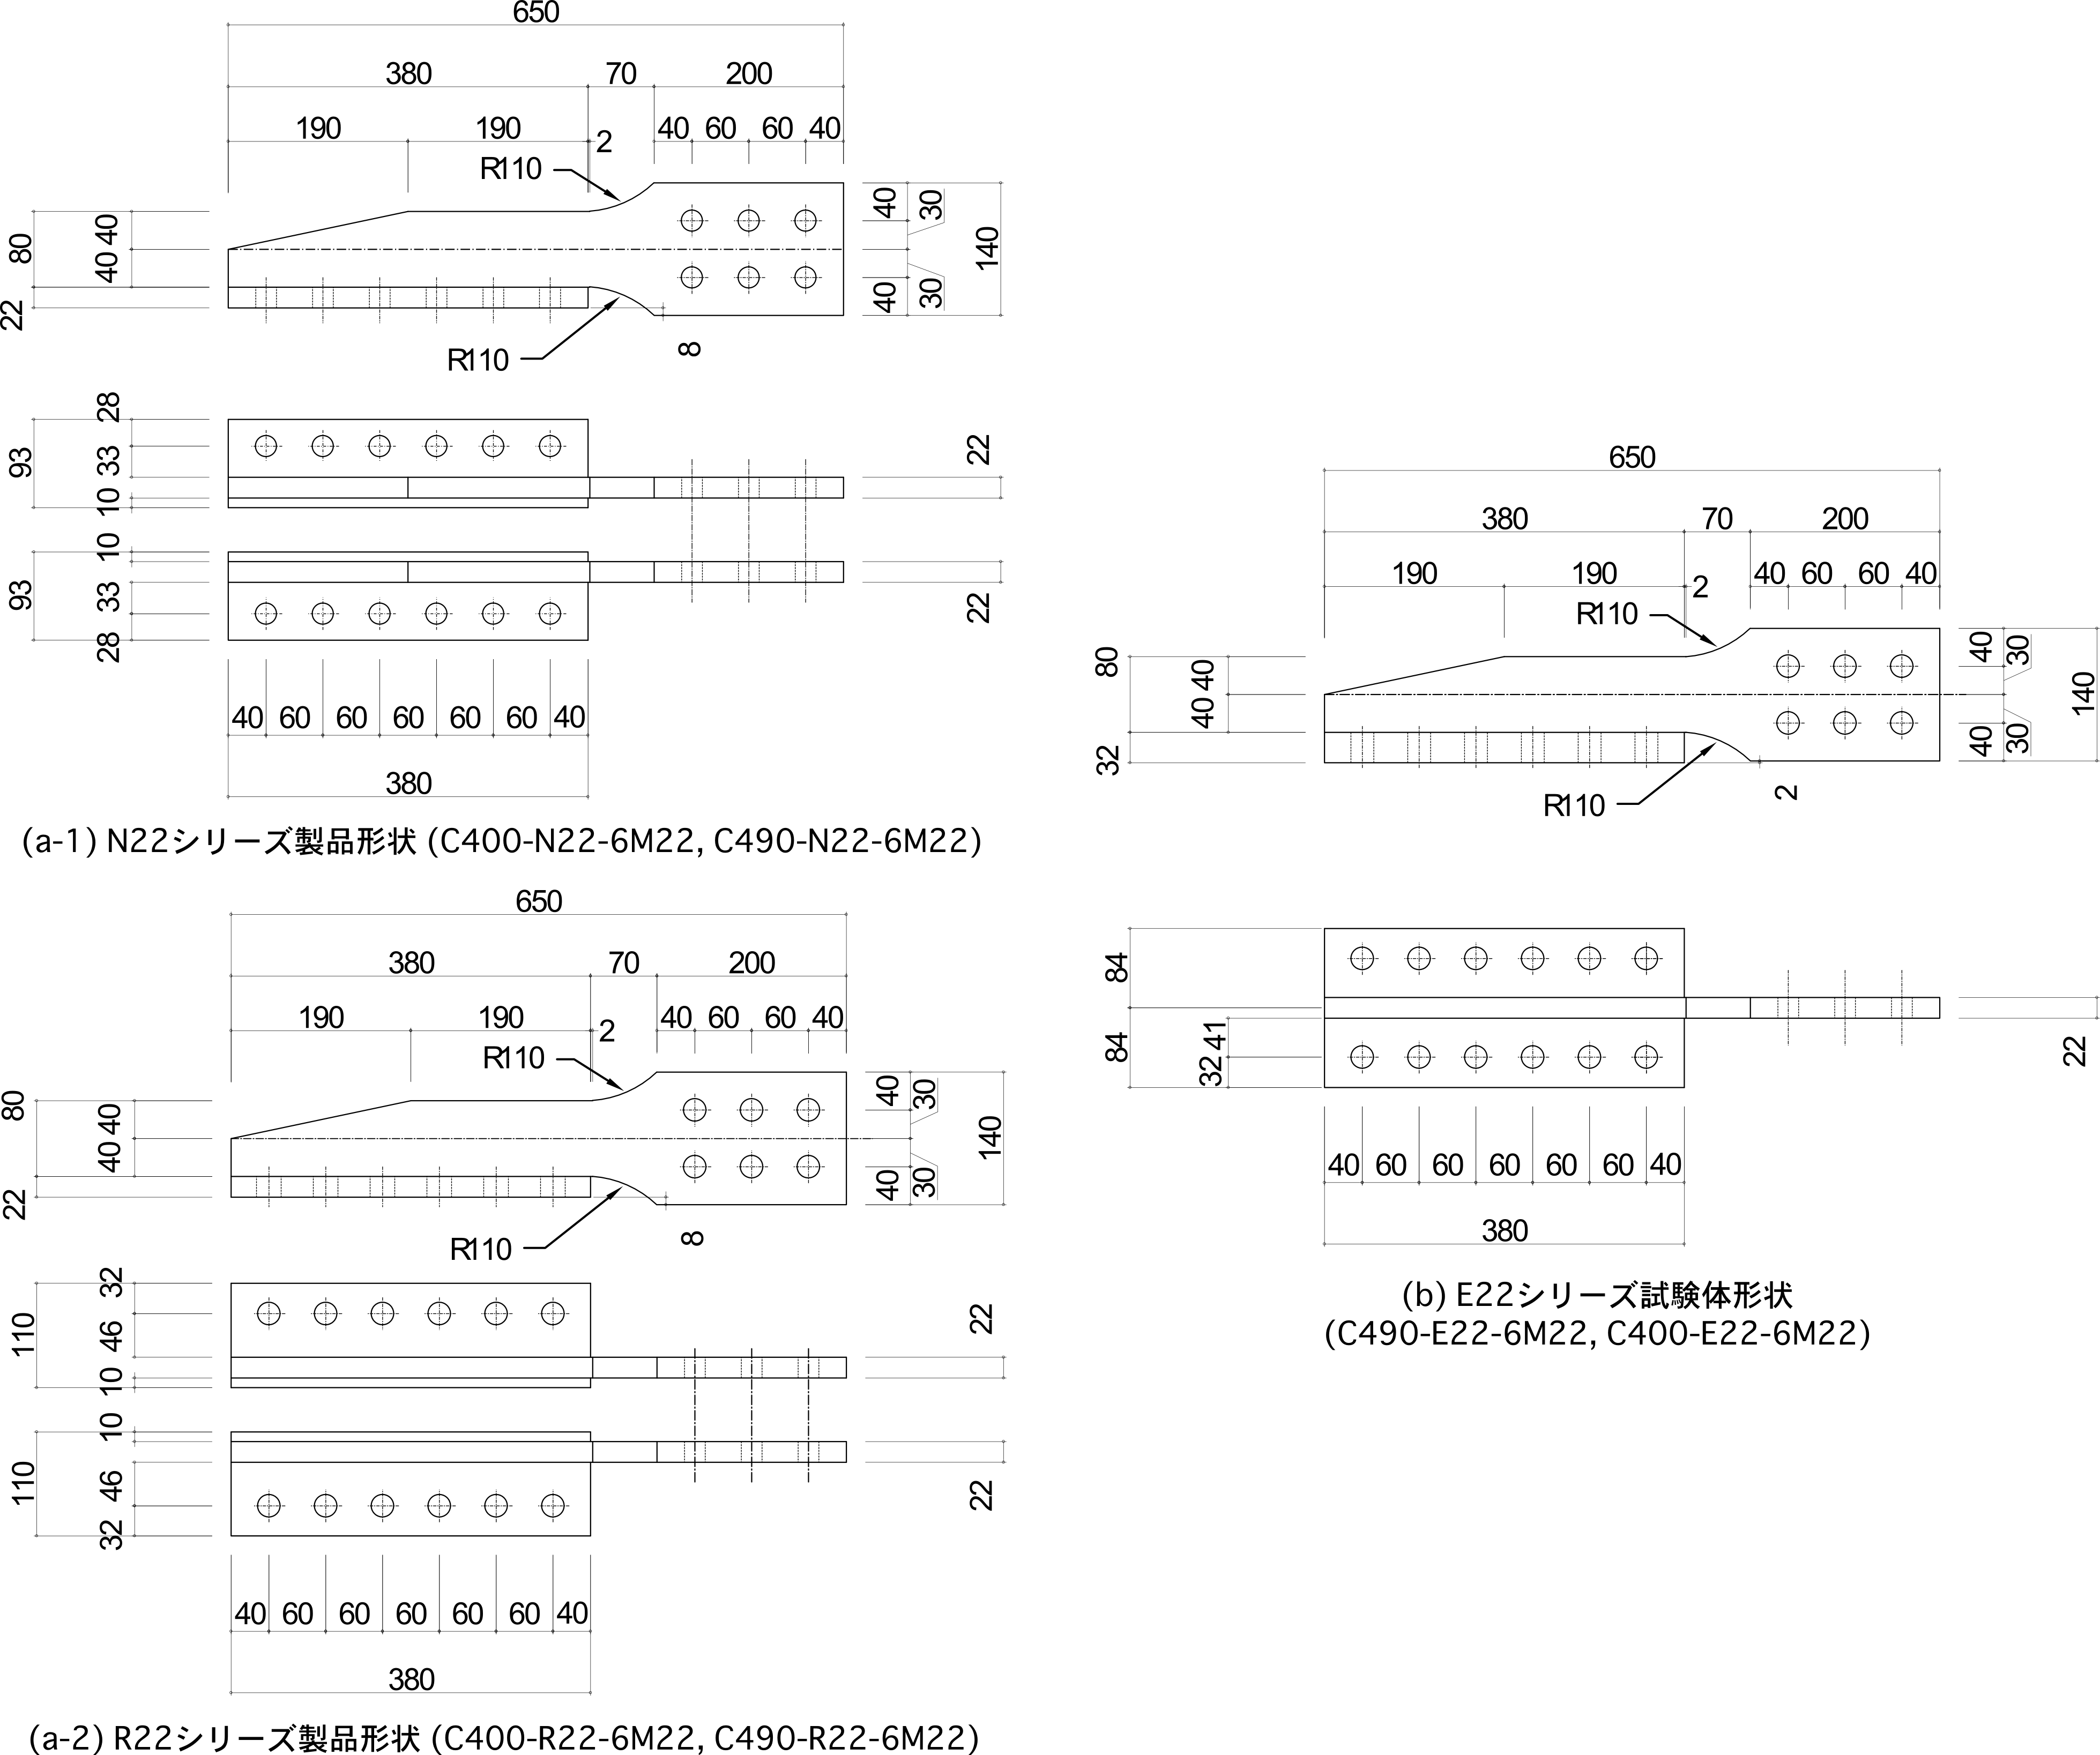 650
380 70 200
190 190 2 40 60 60 40
R110
80 40 40 22
40 30 140
40 30
R110 8
93 28 33 10 22
93 10 33 28 22
40 60 60 60 60 60 40
380
(a-1) N22シリーズ製品形状 (C400-N22-6M22, C490-N22-6M22)
650
380 70 200
190 190 2 40 60 60 40
R110
80 40 40 22
40 30 140
40 30
R110 8
110 32 46 10 22
110 10 46 32 22
40 60 60 60 60 60 40
380
(a-2) R22シリーズ製品形状 (C400-R22-6M22, C490-R22-6M22)
650
380 70 200
190 190 2 40 60 60 40
R110
80 40 40 32
40 30 140
40 30
R110 2
84
84 41 32 22
40 60 60 60 60 60 40
380
(b) E22シリーズ試験体形状
(C490-E22-6M22, C400-E22-6M22)